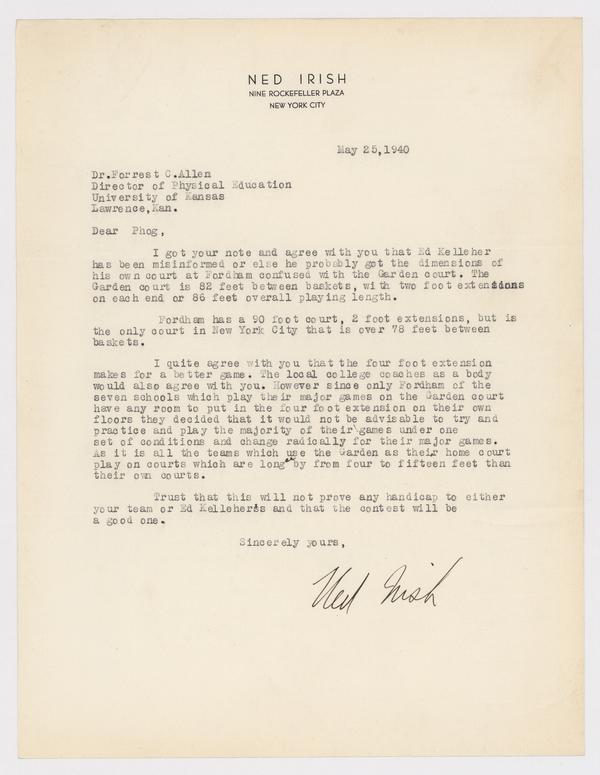 NED IRISH
NINE ROCKEFELLER PLAZA
NEW YORK CITY
May 25,1940
Dr.Forrest C.Allen
Director of Physical Education
University of Kansas
Lawrence,Kan.
Dear Phog,
I got your note and agree with you that Ed Kelleher
has been misinformed or else he probably got the dimensions of
his own court at Fordham confused with the Garden court. The
Garden court is 82 feet between baskets, with two foot extensions
on each end or 86 feet overall playing length.
Fordham has a 90 foot court, 2 foot extensions, but is
the only court in New York City that is over 78 feet between
baskets.
I quite agree with you that the four foot extension
makes for a better game. The local college coaches as a body
would also agree with you. However since only Fordham of the
seven schools which play their major games on the Garden court
have any room to put in the four foot extension on their own
floors they decided that it would not be advisable to try and
practice and play the majority of their games under one
set of conditions and change radically for their major games.
As it is all the teams which use the Garden as their home court
play on courts which are longer by from four to fifteen feet than
their own courts.
Trust that this will not prove any handicap to either
your team or Ed Kelleher's and that the contest will be
a good one.
Sincerely yours,
Ned Irish